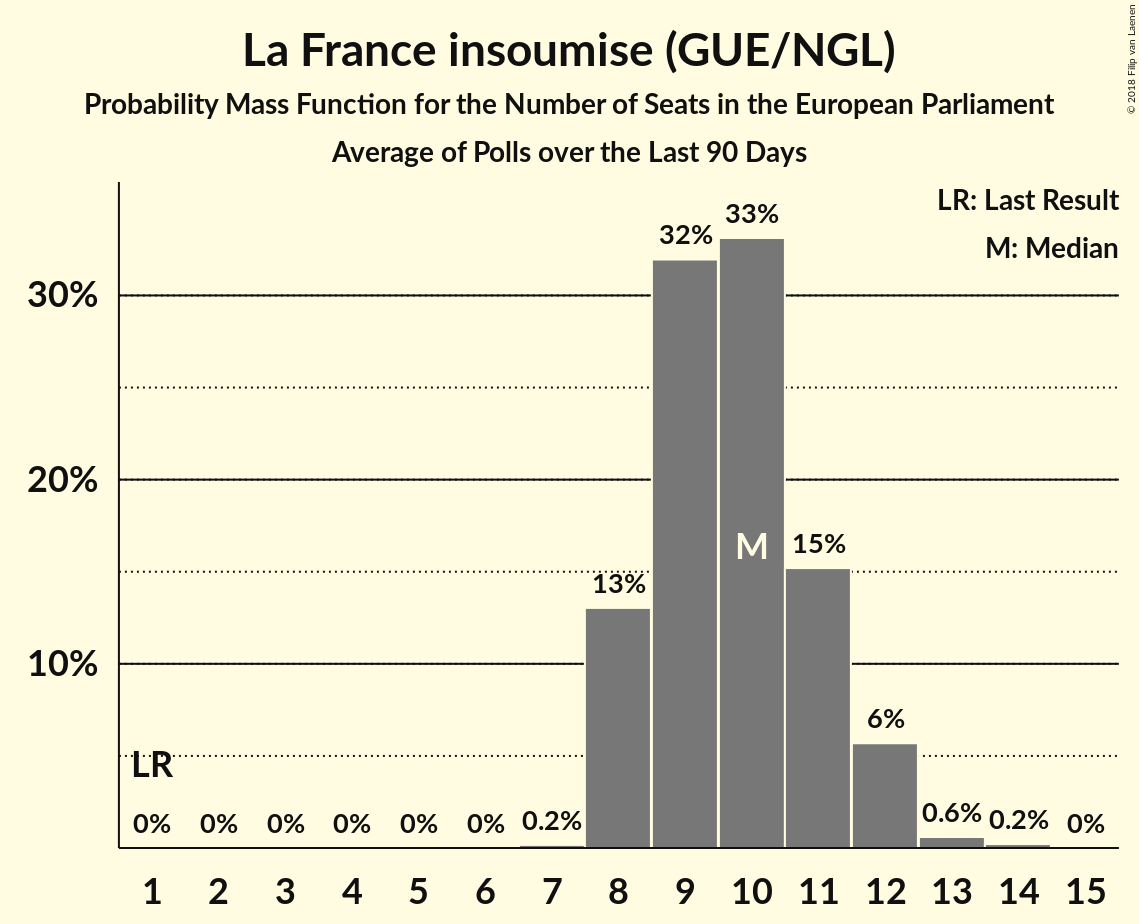 La France insoumise (GUE/NGL)
Probability Mass Function for the Number of Seats in the European Parliament
Average of Polls over the Last 90 Days
© 2018 Filip van Laenen
LR: Last Result
M: Median
30%
20%
10%
LR
M
0%
0%
0%
0%
0%
0%
0.2%
13%
32%
33%
15%
6%
0.6%
0.2%
0%
1 2 3 4 5 6 7 8 9 10 11 12 13 14 15